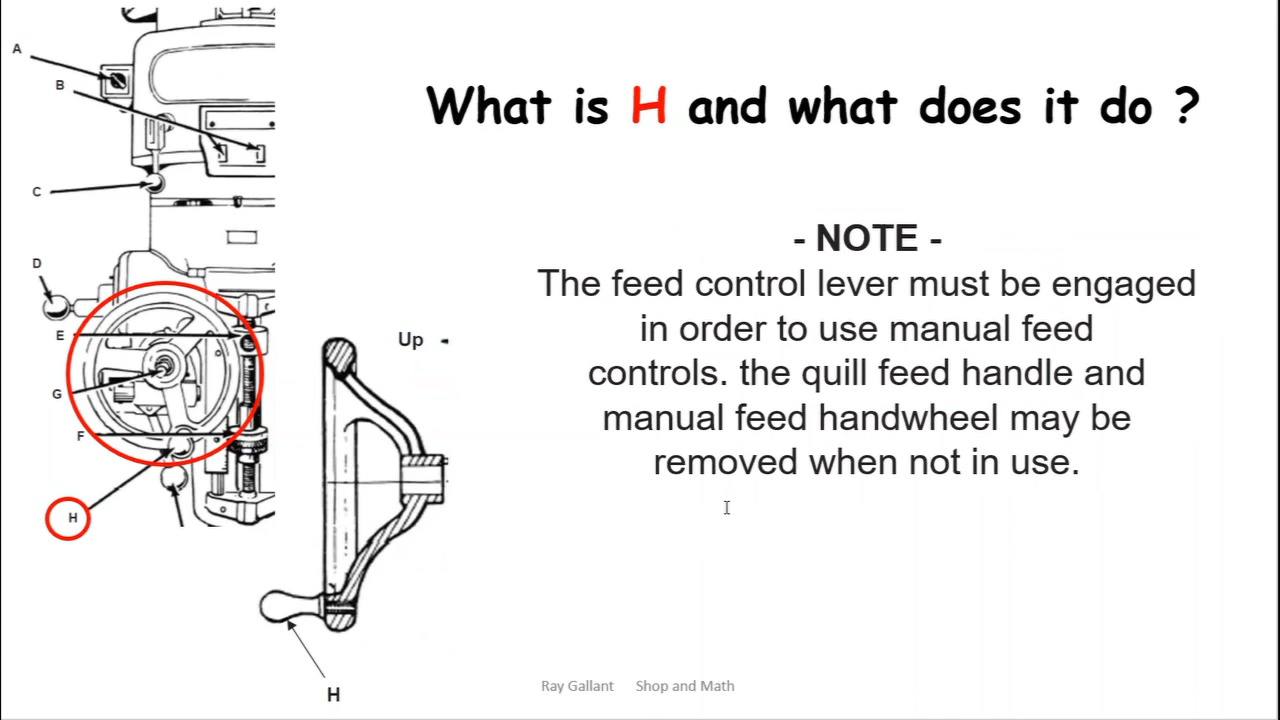 What is H and what does it do ?
A
B
C
D
E
G
F
H
Up
H
- NOTE -
The feed control lever must be engaged
in order to use manual feed
controls. the quill feed handle and
manual feed handwheel may be
removed when not in use.
Ray Gallant Shop and Math